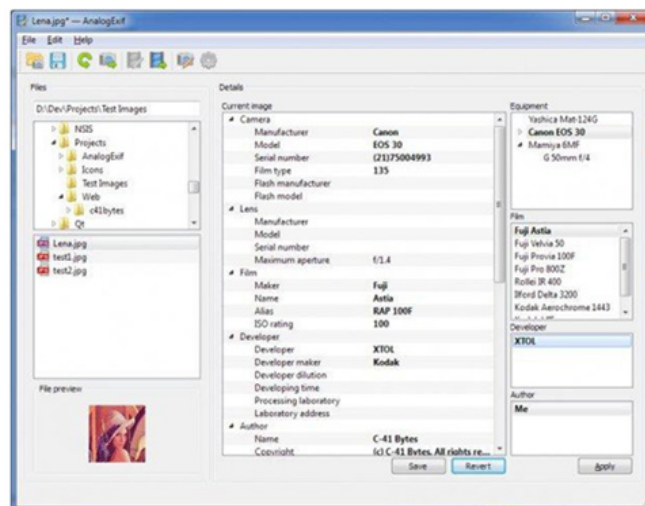 Lena.jpg* — AnalogExif
File Edit Help
Files
D:\Dev\Projects\Test Images
NSIS
Projects
AnalogExif
Icons
Test Images
Web
c41bytes
Qt
Lena.jpg
test1.jpg
test2.jpg
File preview
Details
Current image
Camera
Manufacturer Canon
Model EOS 30
Serial number (21)75004993
Film type 135
Flash manufacturer
Flash model
Lens
Manufacturer
Model
Serial number
Maximum aperture f/1.4
Film
Maker Fuji
Name Astia
Alias RAP 100F
ISO rating 100
Developer
Developer XTOL
Developer maker Kodak
Developer dilution
Developing time
Processing laboratory
Laboratory address
Author
Name C-41 Bytes
Copyright (c) C-41 Bytes. All rights re...
Save Revert
Equipment
Yashica Mat-124G
Canon EOS 30
Mamiya 6MF
G 50mm f/4
Film
Fuji Astia
Fuji Velvia 50
Fuji Provia 100F
Fuji Pro 800Z
Rollei IR 400
Ilford Delta 3200
Kodak Aerochrome 1443
Developer
XTOL
Author
Me
Apply